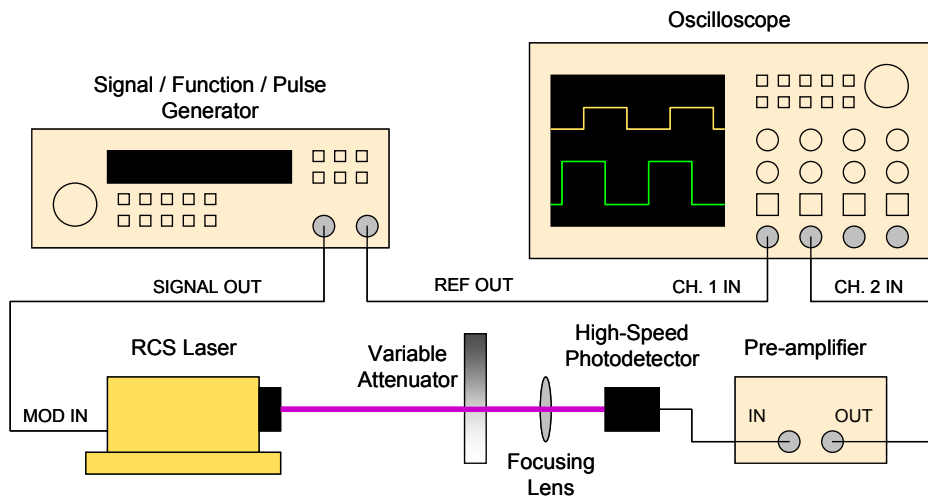 Oscilloscope
Signal / Function / Pulse
Generator
SIGNAL OUT
REF OUT
CH. 1 IN
CH. 2 IN
RCS Laser
Variable
Attenuator
High-Speed
Photodetector
Pre-amplifier
MOD IN
IN
OUT
Focusing
Lens